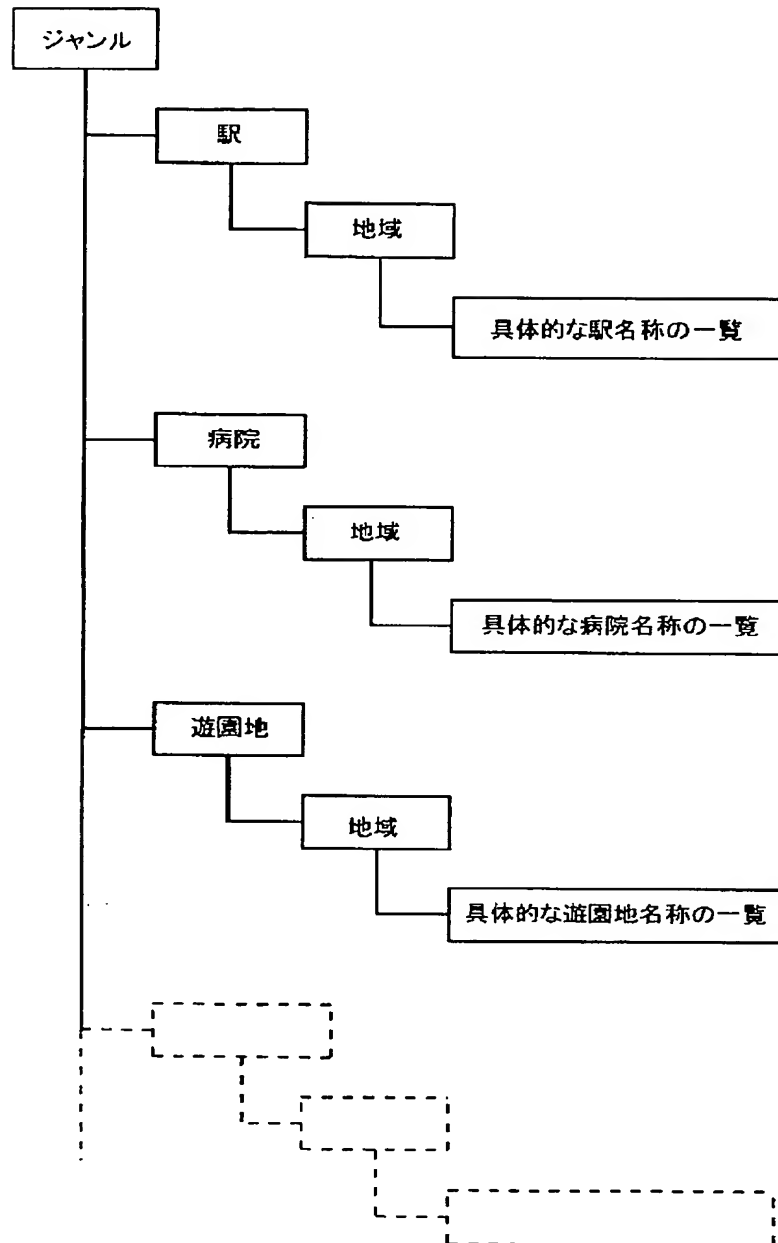 ジャンル
駅
地域
具体的な駅名称の一覧
病院
地域
具体的な病院名称の一覧
遊園地
地域
具体的な遊園地名称の一覧